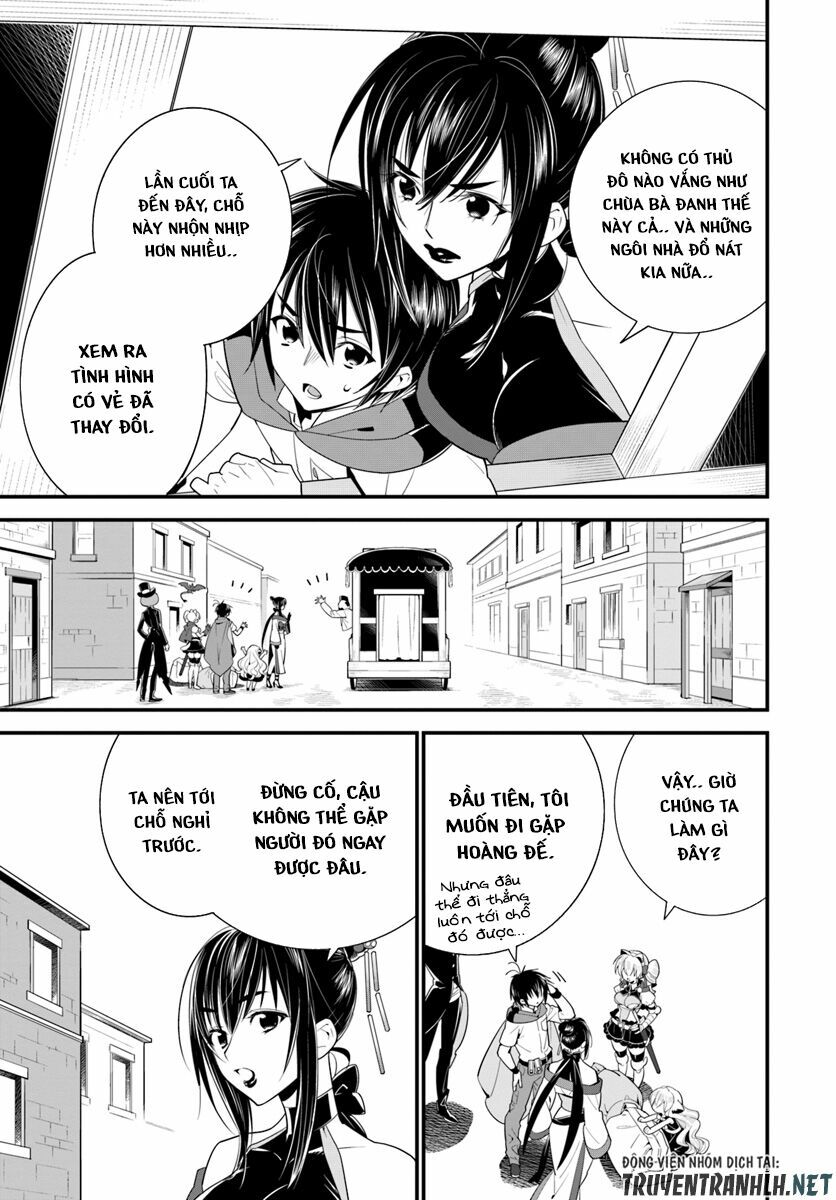 KHÔNG CÓ THỦ
ĐÔ NÀO VẮNG NHƯ
CHÙA BÀ ĐANH THẾ
NÀY CẢ.. VÀ NHỮNG
NGÔI NHÀ ĐỔ NÁT
KIA NỮA..
LẦN CUỐI TA
ĐẾN ĐÂY, CHỖ
NÀY NHỘN NHỊP
HƠN NHIỀU..
XEM RA
TÌNH HÌNH
CÓ VẺ ĐÃ
THAY ĐỔI.
VẬY.. GIỜ
CHÚNG TA
LÀM GÌ
ĐÂY?
ĐẦU TIÊN, TÔI
MUỐN ĐI GẶP
HOÀNG ĐẾ.
Nhưng đâu
thể đi thẳng
luôn tới chỗ
đó được...
ĐỪNG CỐ, CẬU
KHÔNG THỂ GẶP
NGƯỜI ĐÓ NGAY
ĐƯỢC ĐÂU.
TA NÊN TỚI
CHỖ NGHỈ
TRƯỚC.
ĐỘNG VIÊN NHÓM DỊCH TẠI:
TRUYENTRANHLH.NET